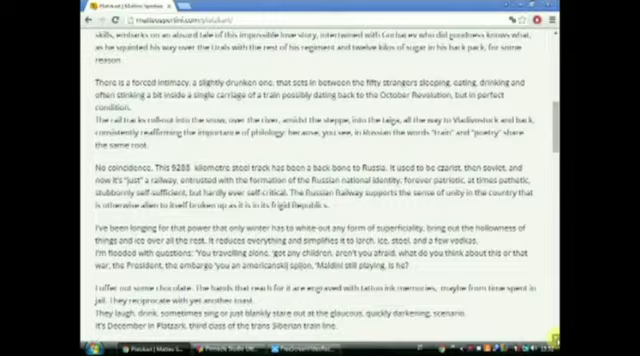 Platzkart | Matteo
matteobertini.com/platzkart/
skills, embarks on an absurd tale of this impossible love story, intertwined with Gorbaev who did goodness knows what,
as he squinted his way over the Urals with the rest of his regiment and twelve kilos of sugar in his back pack, for some
reason.
There is a forced intimacy, a slightly drunken one, that sets in between the fifty strangers sleeping, eating, drinking and
often stinking a bit inside a single carriage of a train possibly dating back to the October Revolution, but in perfect
condition.
The rail tracks roll-out into the snow, over the river, amidst the steppe, into the taiga, all the way to Vladivostock and back,
consistently reaffirming the importance of philology: because, you see, in Russian the words "train" and "poetry" share
the same root.
No coincidence. This 9288 kilometre steel track has been a back bone to Russia. It used to be czarist, then soviet, and
now it's "just" a railway, entrusted with the formation of the Russian national identity, forever patriotic, at times pathetic,
stubbornly self-sufficient, but hardly ever self-critical. The Russian Railway supports the sense of unity in the country that
is otherwise alien to itself broken up as it is in its frigid Republics.
I've been longing for that power that only winter has to white-out any form of superficiality, bring out the hollowness of
things and ice over all the rest. It reduces everything and simplifies it to larch, ice, steel, and a few vodkas.
I'm flooded with questions: 'You travelling alone, 'got any children, aren't you afraid, what do you think about this or that
war, the President, the embargo 'you an americanskij spijon, 'Maldini still playing, is he?
I offer out some chocolate. The hands that reach for it are engraved with tattoo ink memories, maybe from time spent in
jail. They reciprocate with yet another toast.
They laugh, drink, sometimes sing or just blankly stare out at the glaucous, quickly darkening, scenario.
It's December in Platzark, third class of the trans Siberian train line.
Platzkart | Matteo S...
Pinnacle Studio Ult...
FreeScreenVideoRec...